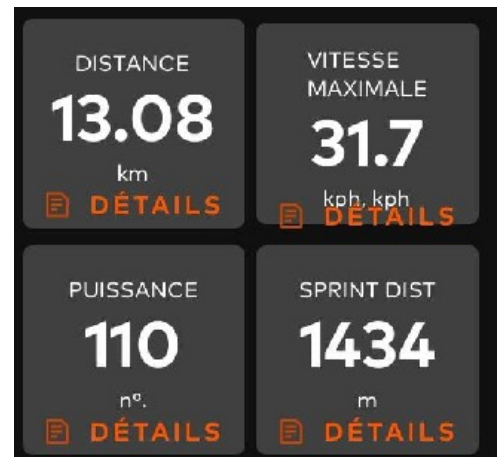 DISTANCE
13.08
km
DÉTAILS
VITESSE
MAXIMALE
31.7
kph, kph
DÉTAILS
PUISSANCE
110
nº.
DÉTAILS
SPRINT DIST
1434
m
DÉTAILS